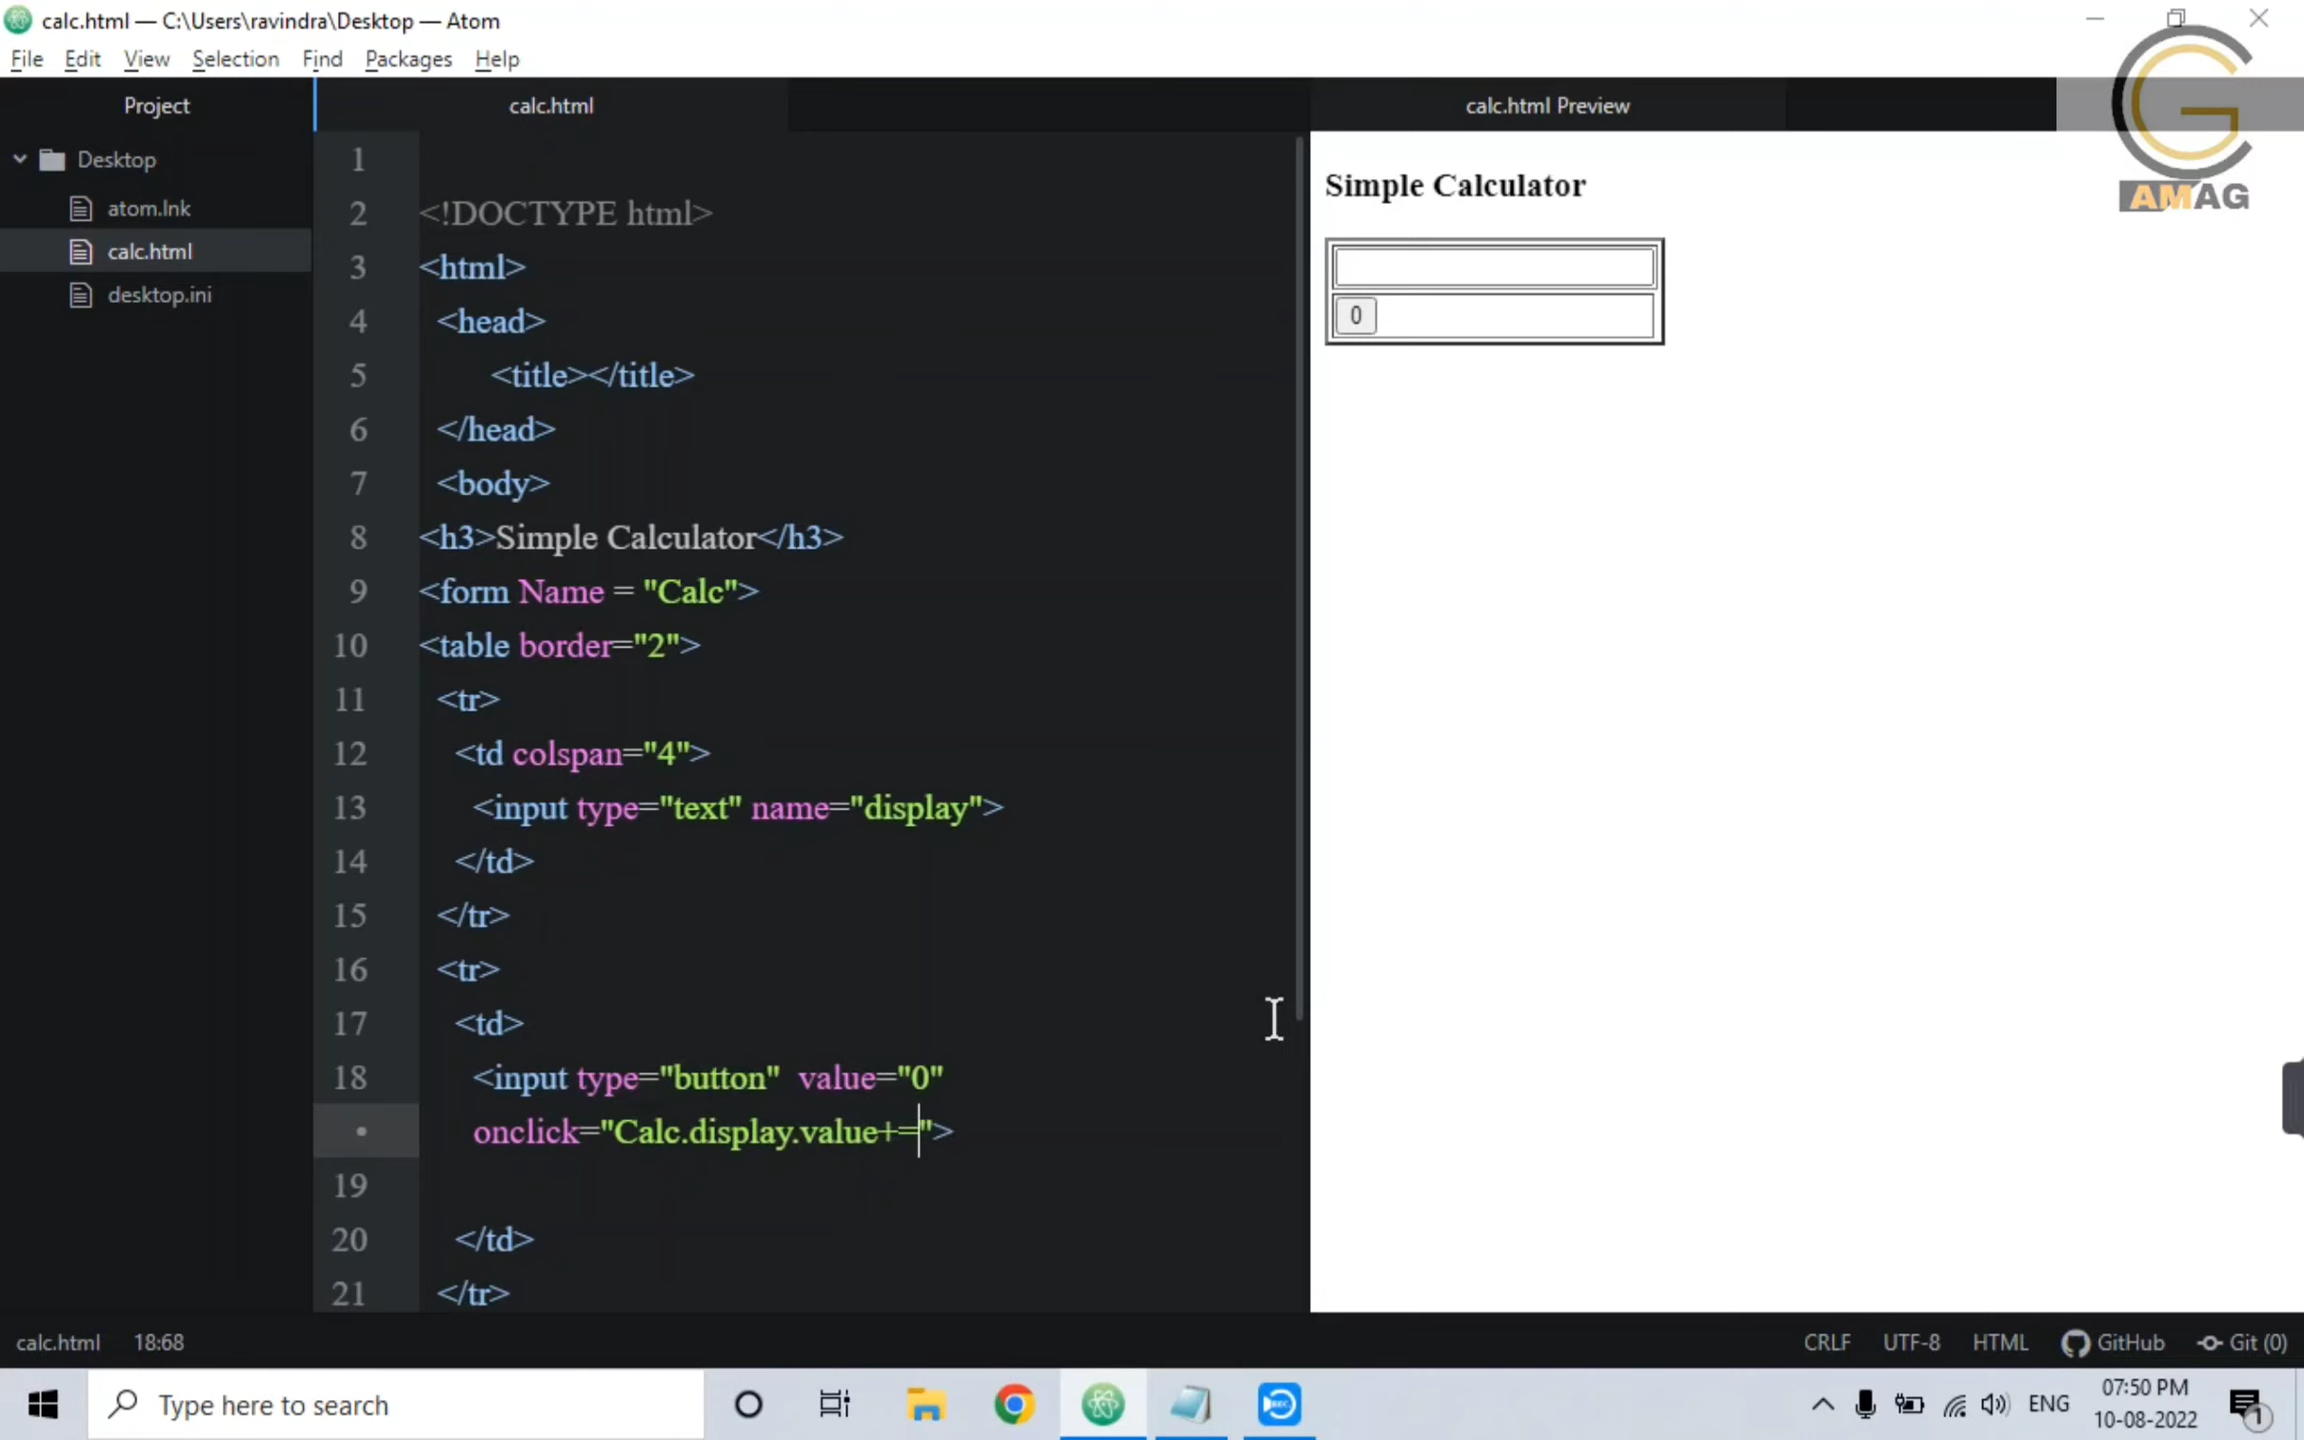 calc.html — C:\Users\ravindra\Desktop — Atom
File Edit View Selection Find Packages Help
Project
calc.html
calc.html Preview
AMAG
Desktop
atom.lnk
calc.html
desktop.ini
1
2 <!DOCTYPE html>
3 <html>
4 <head>
5 <title></title>
6 </head>
7 <body>
8 <h3>Simple Calculator</h3>
9 <form Name = "Calc">
10 <table border="2">
11 <tr>
12 <td colspan="4">
13 <input type="text" name="display">
14 </td>
15 </tr>
16 <tr>
17 <td>
18 <input type="button"  value="0"
• onclick="Calc.display.value+=">
19
20 </td>
21 </tr>
Simple Calculator
0
calc.html 18:68
CRLF UTF-8 HTML GitHub Git (0)
Type here to search
REC
ENG
07:50 PM
10-08-2022
1